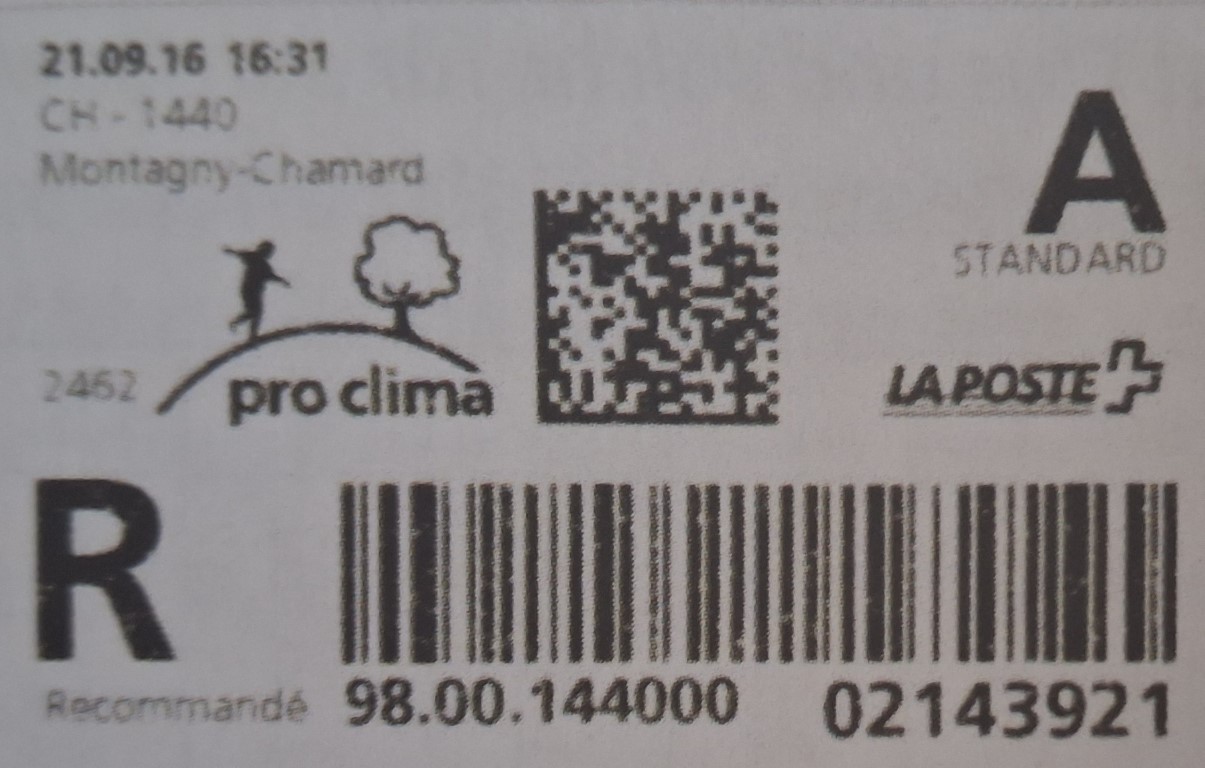 21.09.16 16:31
CH - 1440
Montagny-Chamard
A
STANDARD
2462
pro clima
LA POSTE
R
Recommandé
98.00.144000 02143921